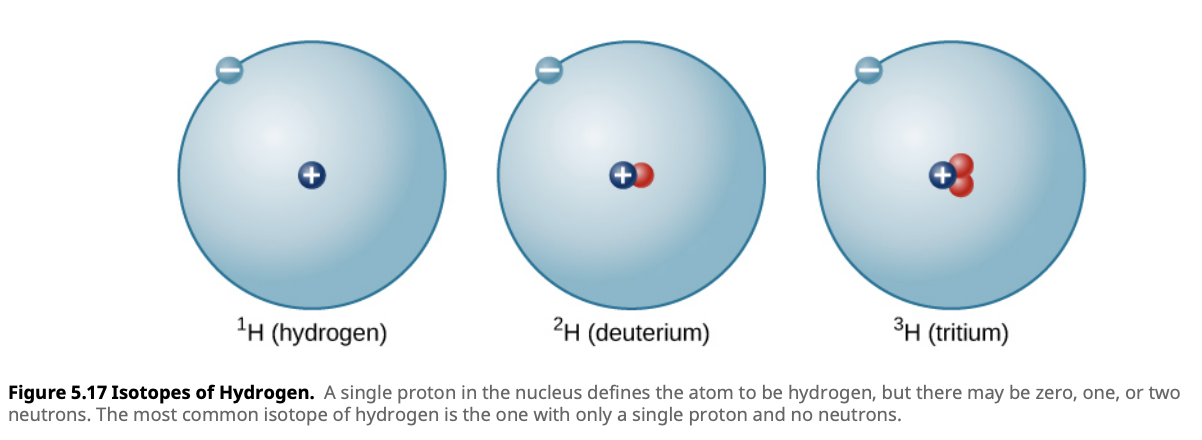 ¹H (hydrogen) ²H (deuterium) ³H (tritium)
Figure 5.17 Isotopes of Hydrogen. A single proton in the nucleus defines the atom to be hydrogen, but there may be zero, one, or two
neutrons. The most common isotope of hydrogen is the one with only a single proton and no neutrons.